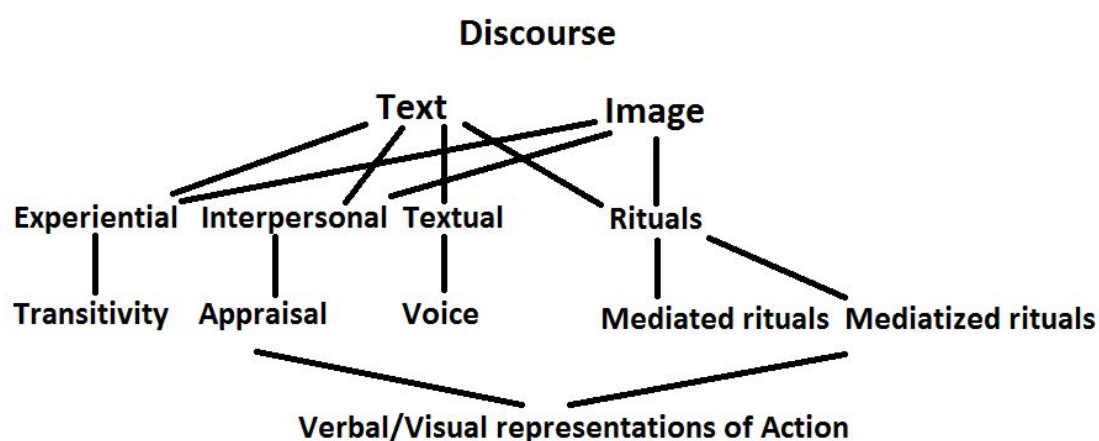 Discourse
Text Image
Experiential Interpersonal Textual Rituals
Transitivity Appraisal Voice Mediated rituals Mediatized rituals
Verbal/Visual representations of Action